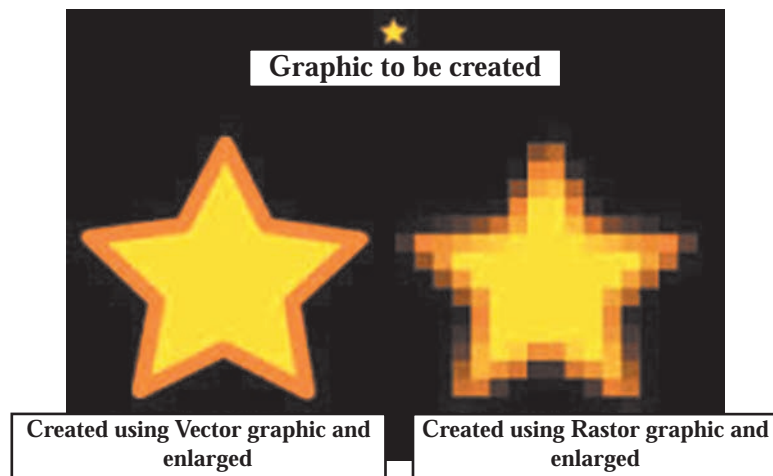 Graphic to be created
Created using Vector graphic and
enlarged
Created using Rastor graphic and
enlarged